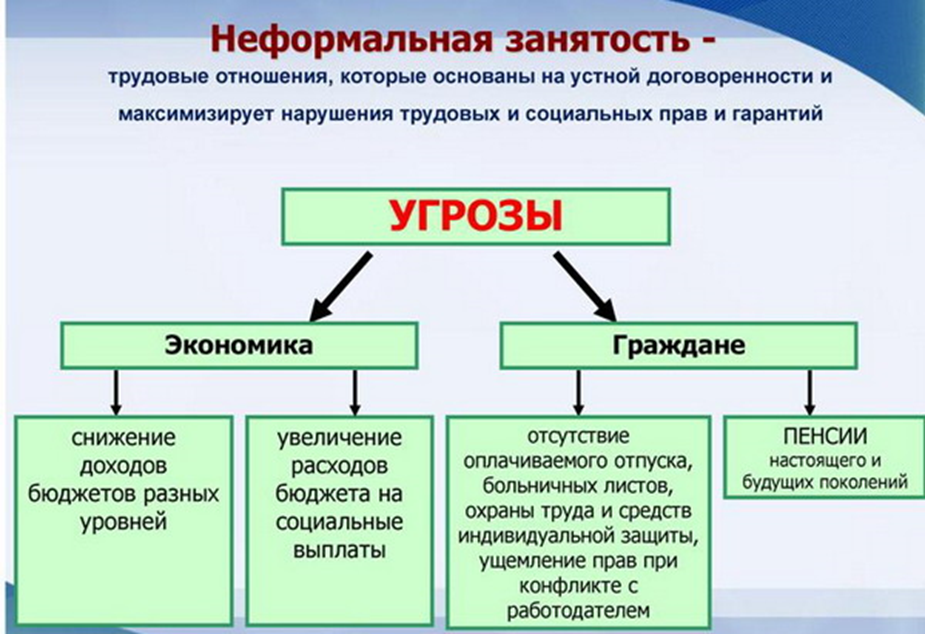 Неформальная занятость -
трудовые отношения, которые основаны на устной договоренности и
максимизирует нарушения трудовых и социальных прав и гарантий
УГРОЗЫ
Экономика
Граждане
снижение
доходов
бюджетов разных
уровней
увеличение
расходов
бюджета на
социальные
выплаты
отсутствие
оплачиваемого отпуска,
больничных листов,
охраны труда и средств
индивидуальной защиты,
ущемление прав при
конфликте с
работодателем
ПЕНСИИ
настоящего и
будущих поколений